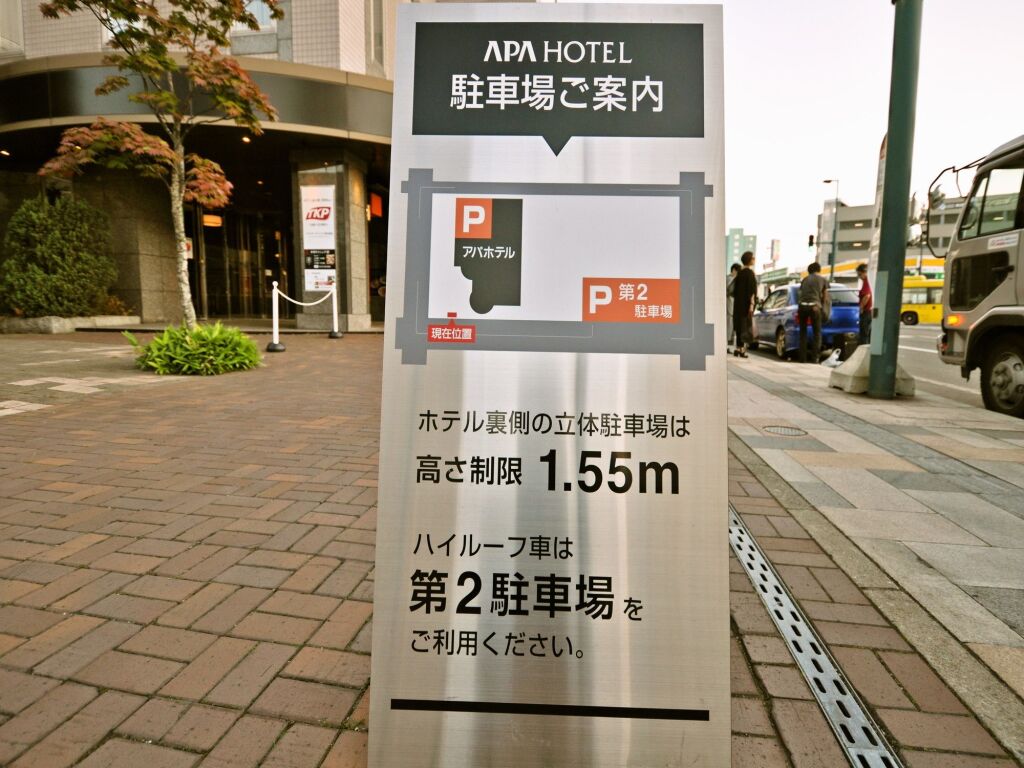 APA HOTEL
駐車場ご案内
P
アパホテル
P 第2
駐車場
現在位置
ホテル裏側の立体駐車場は
高さ制限 1.55m
ハイルーフ車は
第2駐車場を
ご利用ください。
TKP